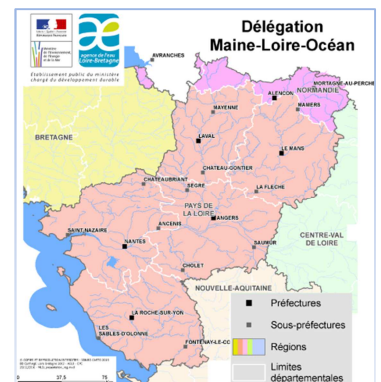 Délégation
Maine-Loire-Océan
agence de l'eau
Loire-Bretagne
Établissement public du ministère
chargé du développement durable
AVRANCHES
MORTAGNE-AU-PERCHE
NORMANDIE
ALENÇON
MAMERS
MAYENNE
BRETAGNE
LAVAL
LE MANS
CHATEAU-GONTIER
CHATEAUBRIANT
SEGRÉ
LA FLECHE
PAYS DE
LA LOIRE
ANCENIS
ANGERS
SAINT-NAZAIRE
CENTRE-VAL
DE LOIRE
NANTES
SAUMUR
CHOLET
NOUVELLE-AQUITAINE
LA ROCHE-SUR-YON
LES
SABLES-D'OLONNE
FONTENAY-LE-CO
Préfectures
Sous-préfectures
Régions
Limites
départementales
0 37,5 75